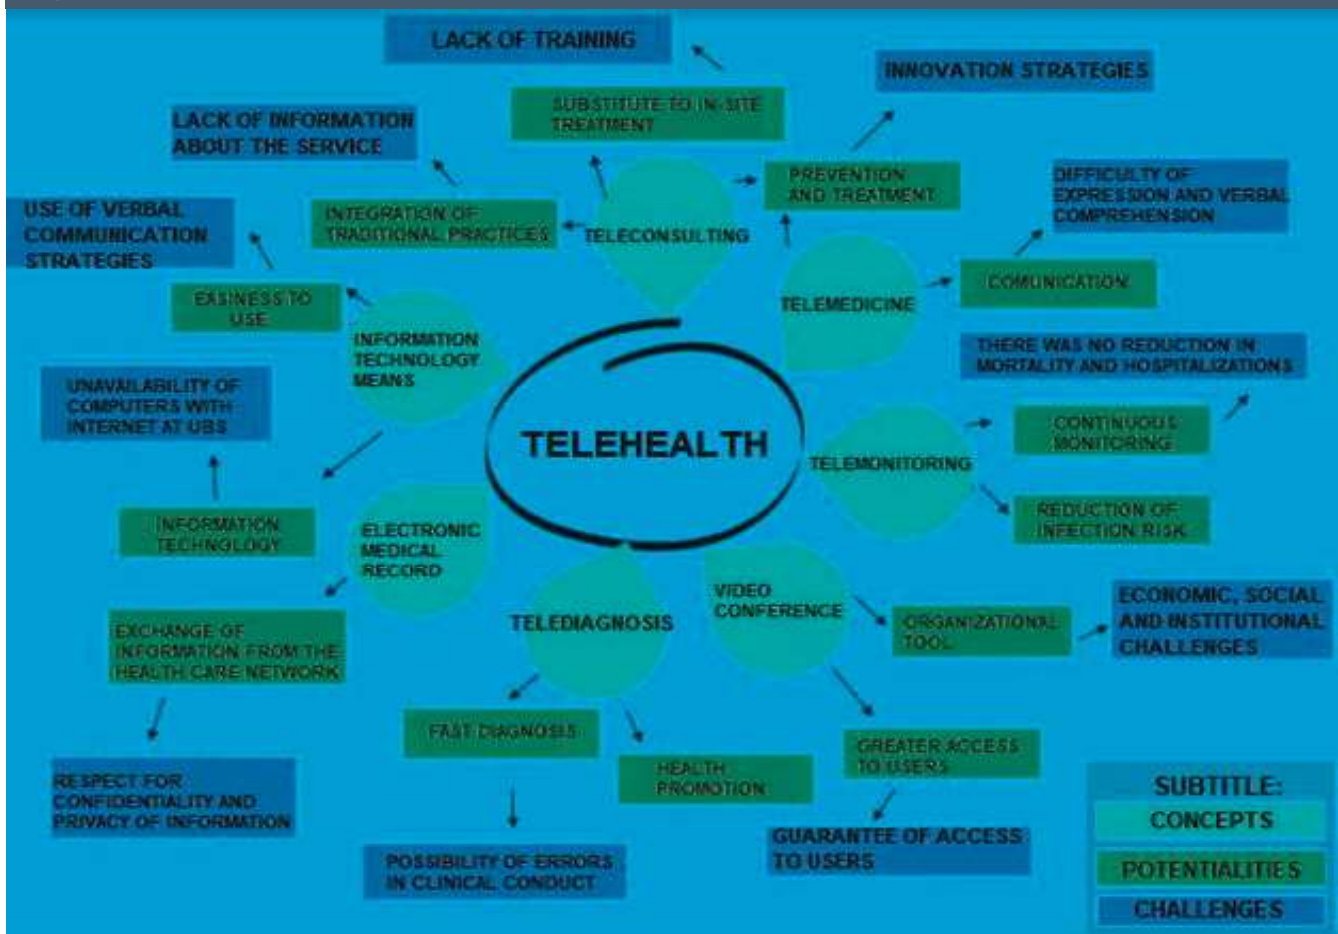 LACK OF TRAINING
INNOVATION STRATEGIES
SUBSTITUTE TO IN-SITE
TREATMENT
LACK OF INFORMATION
ABOUT THE SERVICE
PREVENTION
AND TREATMENT
DIFFICULTY OF
EXPRESSION AND VERBAL
COMPREHENSION
USE OF VERBAL
COMMUNICATION
STRATEGIES
INTEGRATION OF
TRADITIONAL PRACTICES
TELECONSULTING
COMUNICATION
EASINESS TO
USE
TELEMEDICINE
INFORMATION
TECHNOLOGY
MEANS
THERE WAS NO REDUCTION IN
MORTALITY AND HOSPITALIZATIONS
UNAVAILABILITY OF
COMPUTERS WITH
INTERNET AT UBS
TELEHEALTH
CONTINUOUS
MONITORING
TELEMONITORING
INFORMATION
TECHNOLOGY
ELECTRONIC
MEDICAL
RECORD
REDUCTION OF
INFECTION RISK
VIDEO
CONFERENCE
TELEDIAGNOSIS
ORGANIZATIONAL
TOOL
ECONOMIC, SOCIAL
AND INSTITUTIONAL
CHALLENGES
EXCHANGE OF
INFORMATION FROM THE
HEALTH CARE NETWORK
FAST DIAGNOSIS
HEALTH
PROMOTION
GREATER ACCESS
TO USERS
RESPECT FOR
CONFIDENTIALITY AND
PRIVACY OF INFORMATION
POSSIBILITY OF ERRORS
IN CLINICAL CONDUCT
GUARANTEE OF ACCESS
TO USERS
SUBTITLE:
CONCEPTS
POTENTIALITIES
CHALLENGES